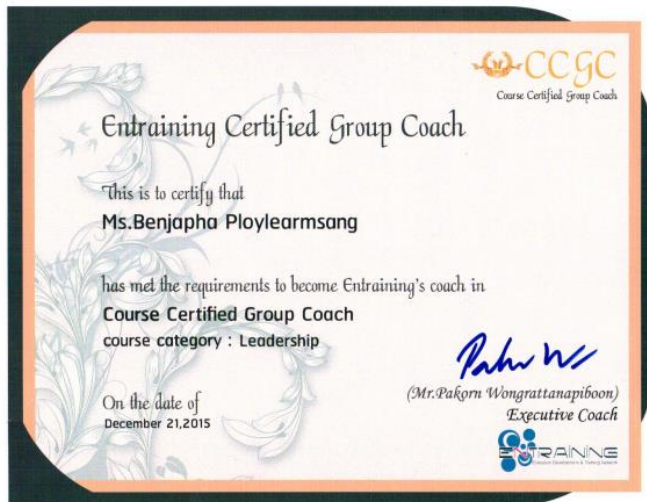 CCGC
Course Certified Group Coach
Entraining Certified Group Coach
This is to certify that
Ms.Benjapha Ploylearmsang
has met the requirements to become Entraining's coach in
Course Certified Group Coach
course category : Leadership
On the date of
December 21,2015
(Mr.Pakorn Wongrattanapiboon)
Executive Coach
ENTRAINING